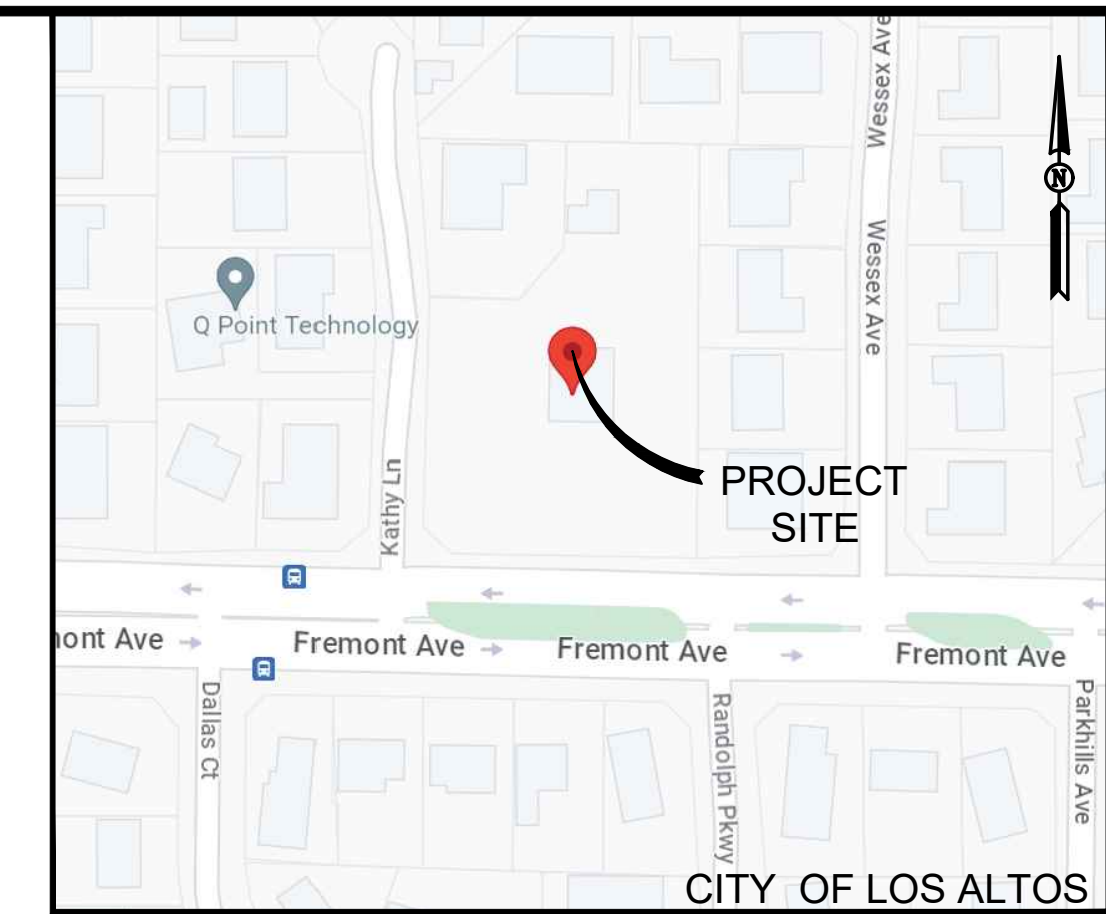 Wessex Ave
N
Wessex Ave
Q Point Technology
Kathy Ln
PROJECT
SITE
mont Ave
Fremont Ave
Fremont Ave
Fremont Ave
Dallas Ct
Randolph Pkwy
Parkhills Ave
CITY OF LOS ALTOS